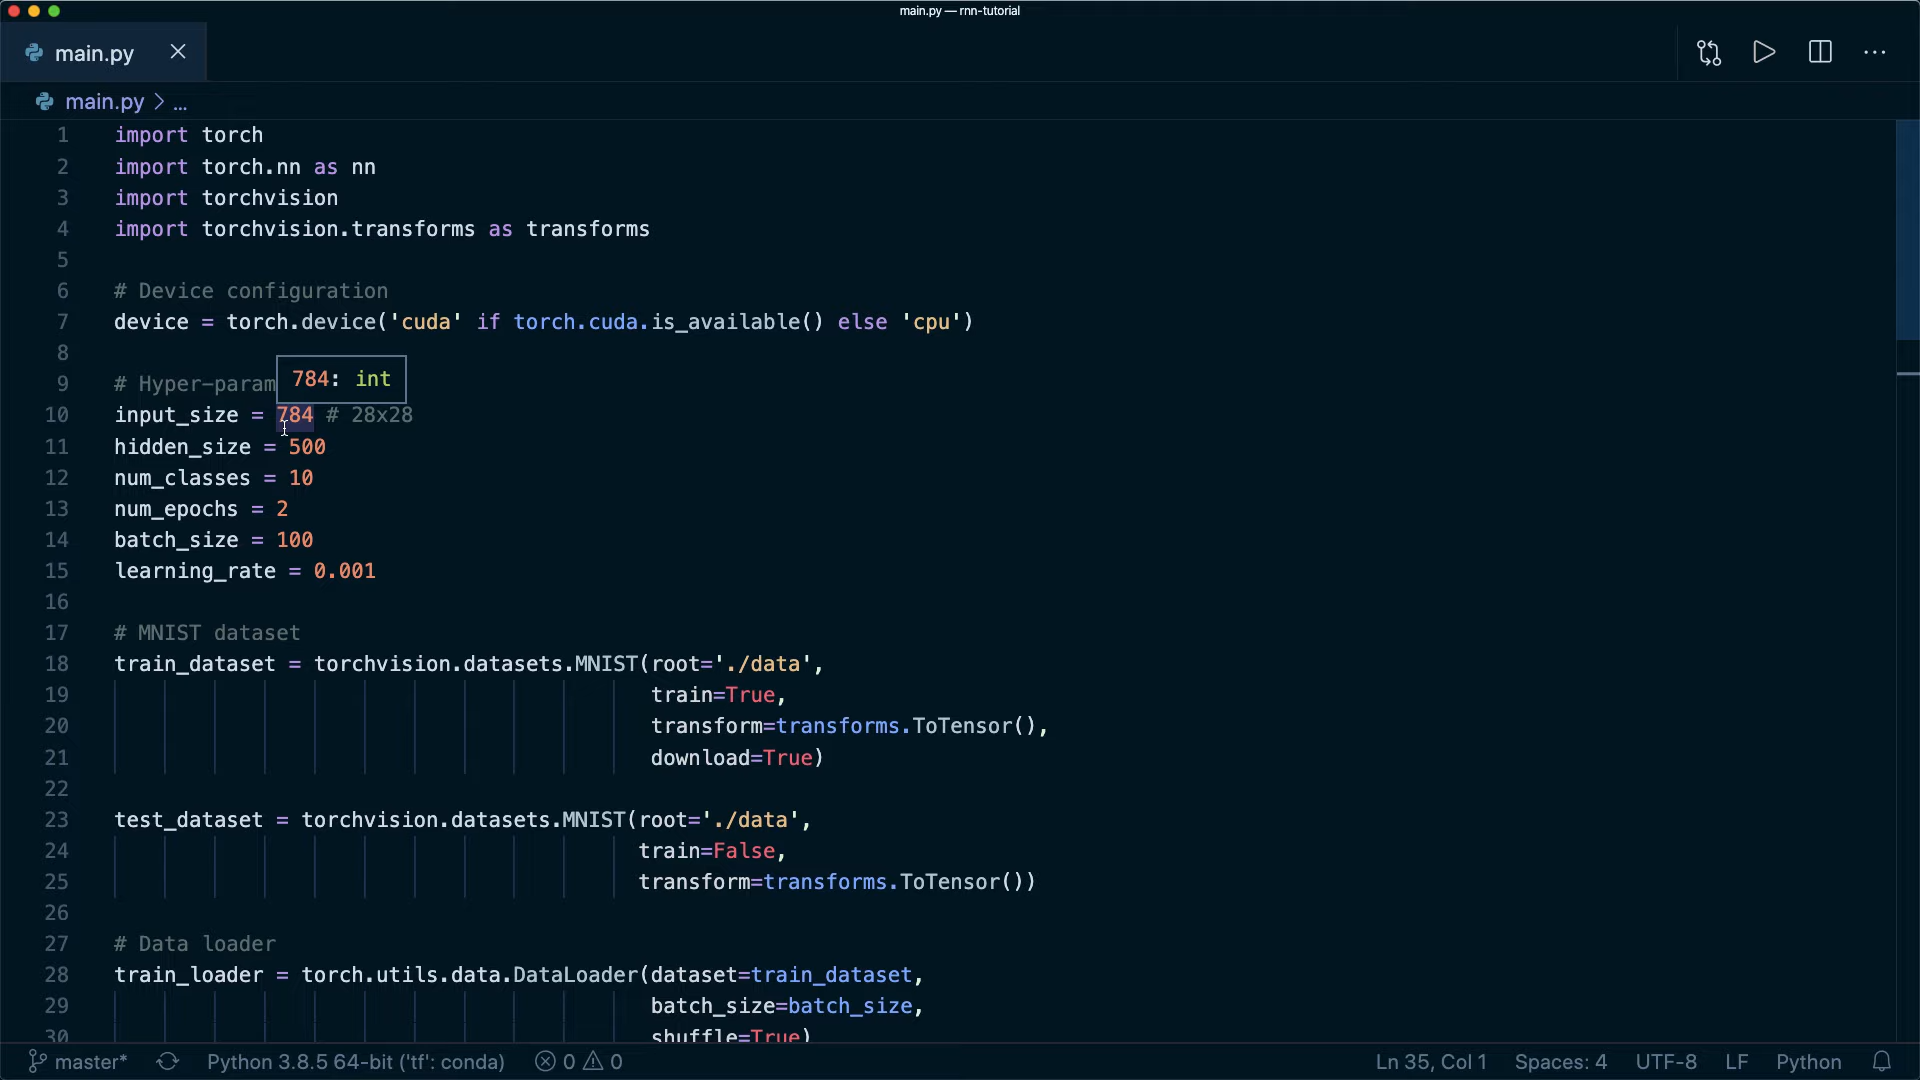 main.py — rnn-tutorial
main.py
main.py > ...
1 import torch
2 import torch.nn as nn
3 import torchvision
4 import torchvision.transforms as transforms
5
6 # Device configuration
7 device = torch.device('cuda' if torch.cuda.is_available() else 'cpu')
8
784: int
9 # Hyper-param
10 input_size = 784 # 28x28
11 hidden_size = 500
12 num_classes = 10
13 num_epochs = 2
14 batch_size = 100
15 learning_rate = 0.001
16
17 # MNIST dataset
18 train_dataset = torchvision.datasets.MNIST(root='./data',
19 train=True,
20 transform=transforms.ToTensor(),
21 download=True)
22
23 test_dataset = torchvision.datasets.MNIST(root='./data',
24 train=False,
25 transform=transforms.ToTensor())
26
27 # Data loader
28 train_loader = torch.utils.data.DataLoader(dataset=train_dataset,
29 batch_size=batch_size,
30 shuffle=True)
master* Python 3.8.5 64-bit ('tf': conda) 0 0 Ln 35, Col 1 Spaces: 4 UTF-8 LF Python